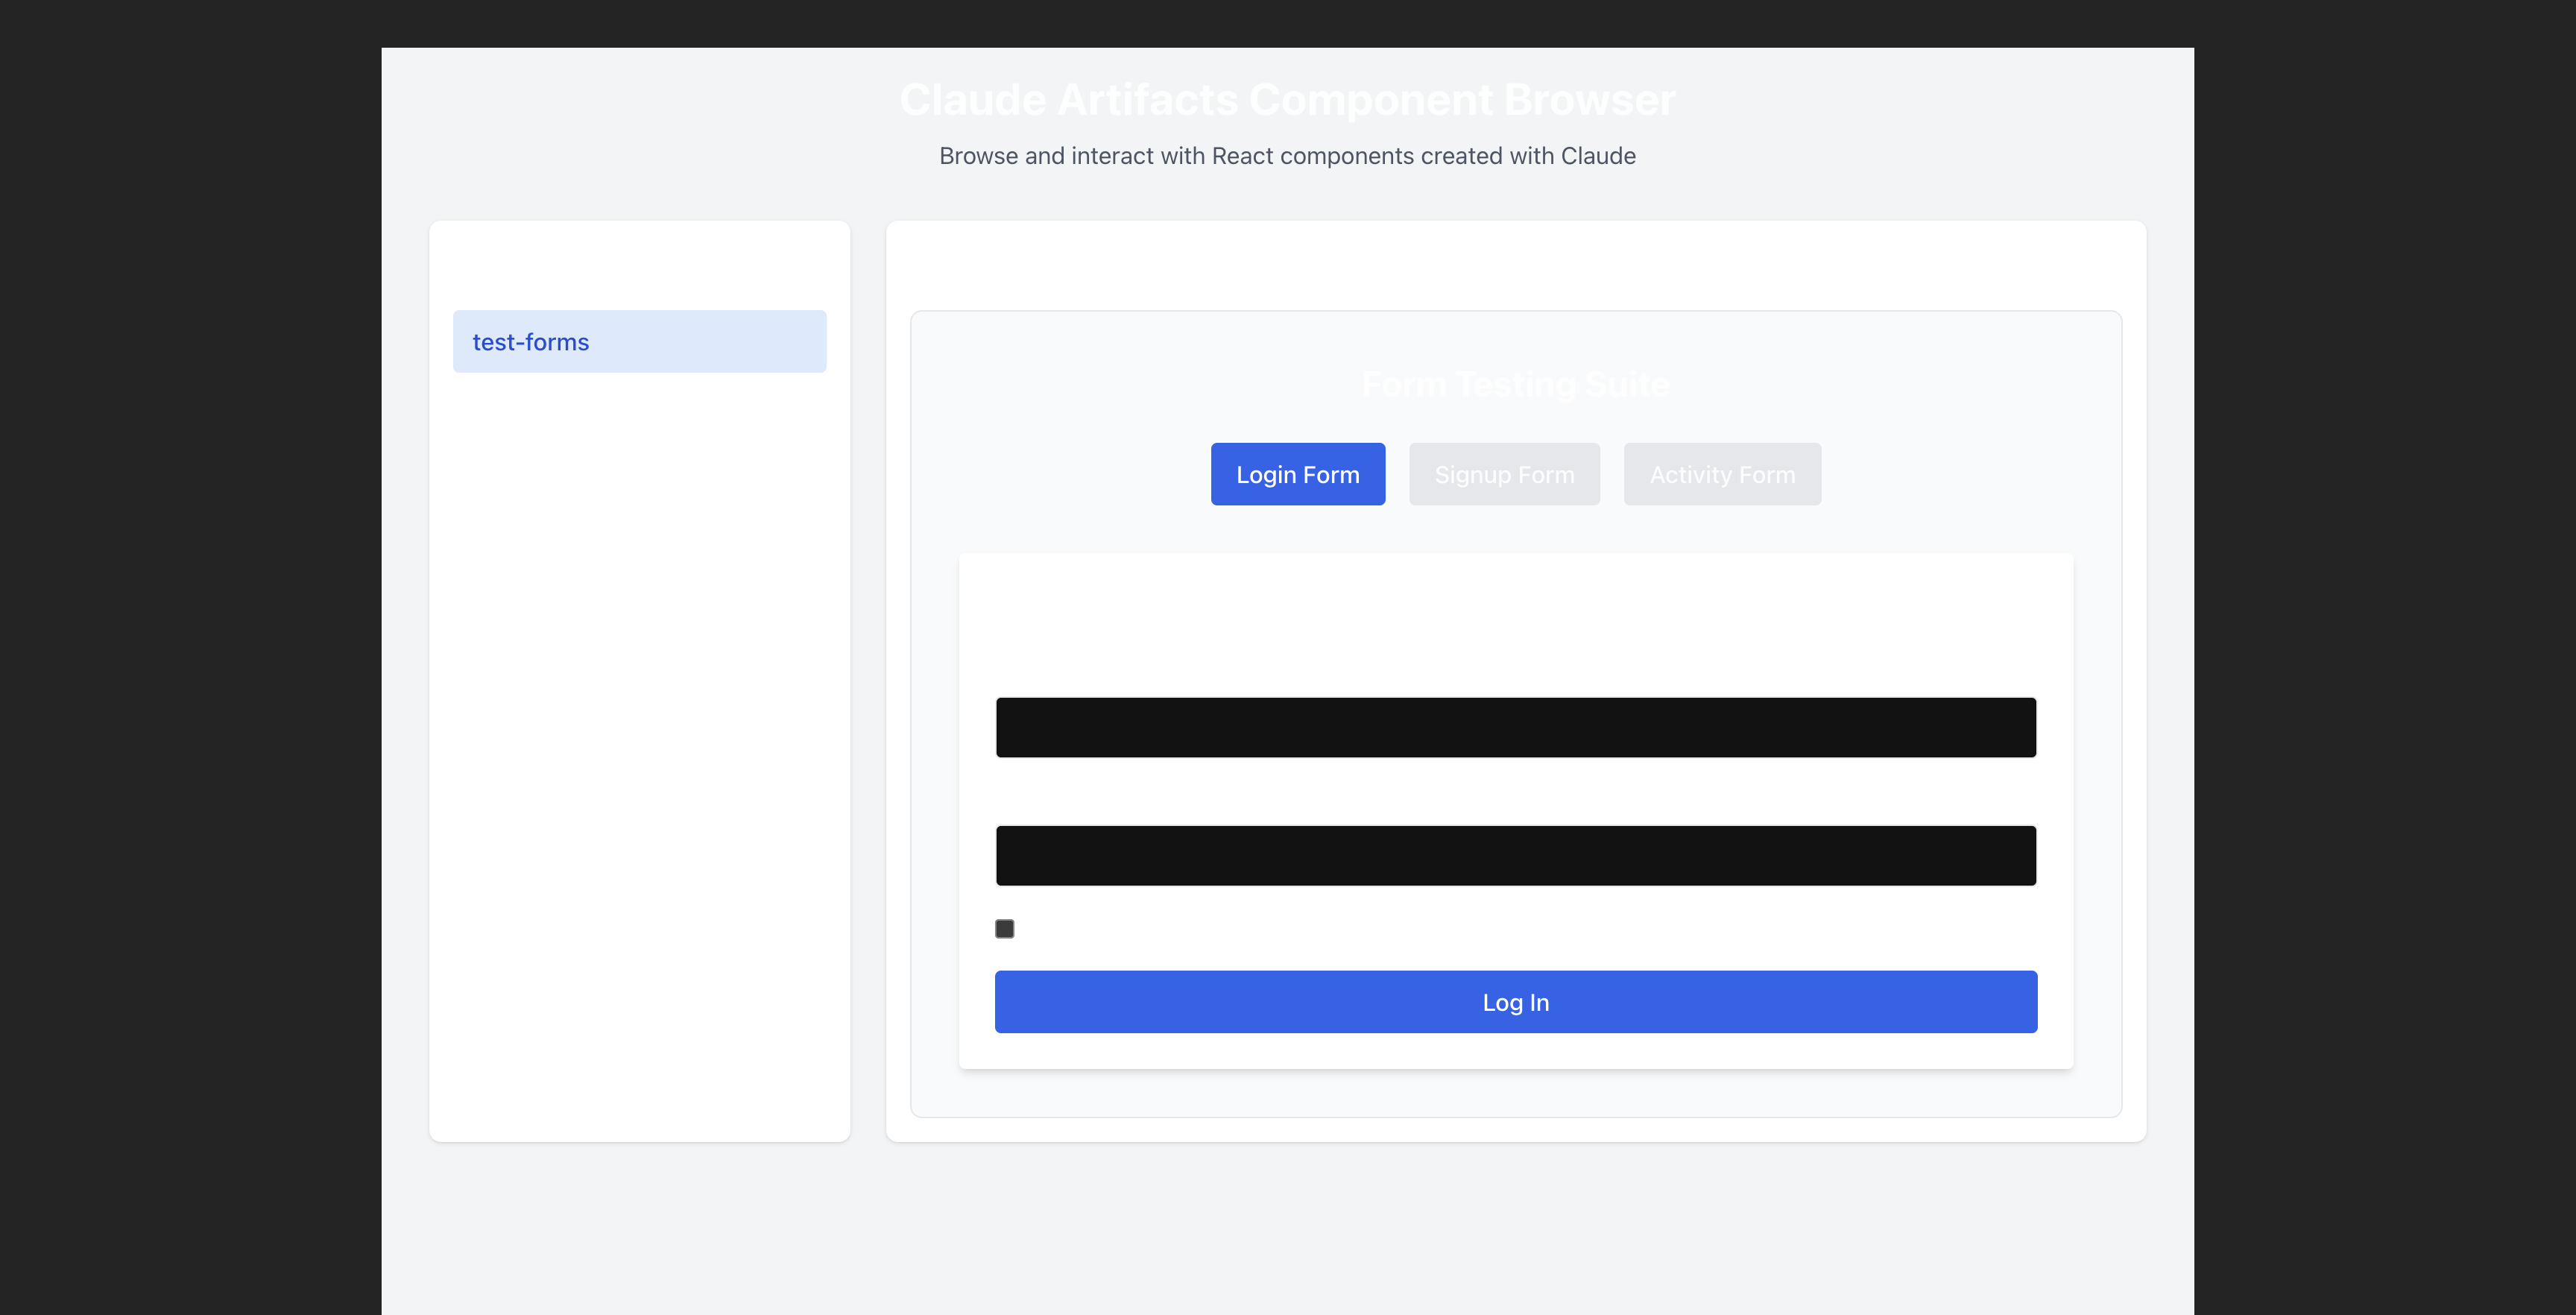 Claude Artifacts Component Browser
Browse and interact with React components created with Claude
test-forms
Form Testing Suite
Login Form Signup Form Activity Form
Log In